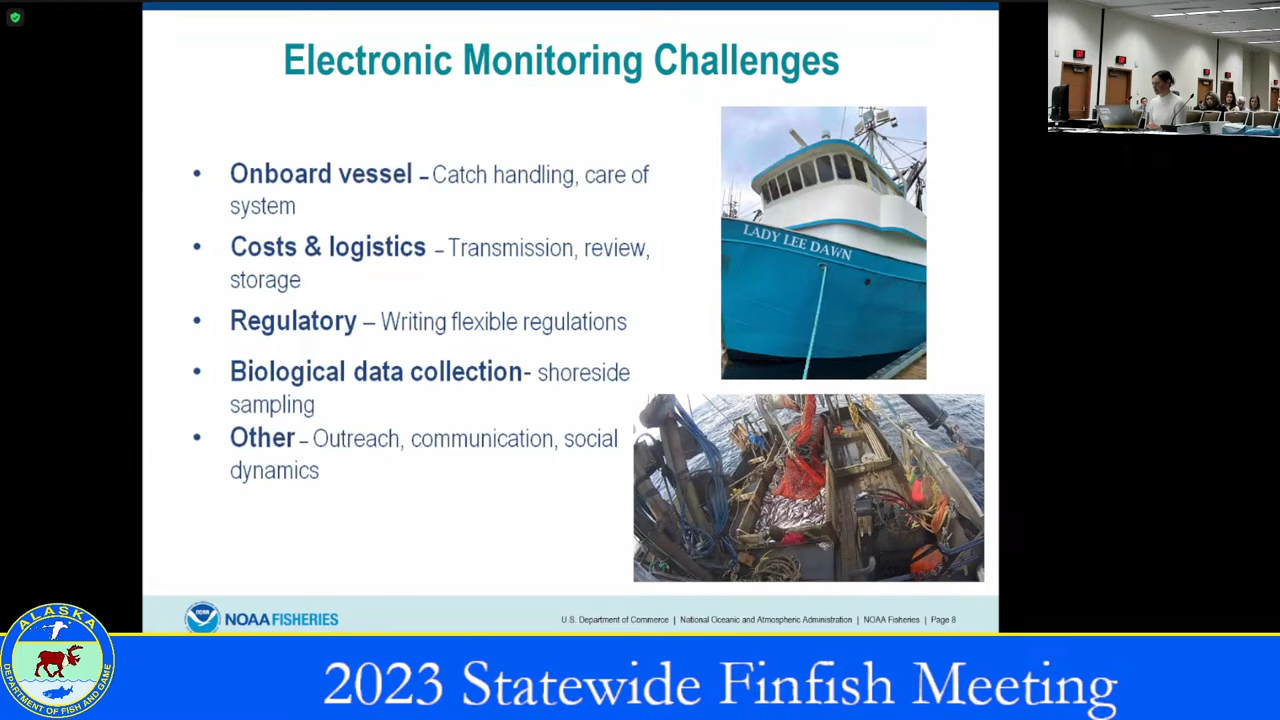 Electronic Monitoring Challenges
• Onboard vessel – Catch handling, care of
system
• Costs & logistics – Transmission, review,
storage
• Regulatory – Writing flexible regulations
• Biological data collection- shoreside
sampling
• Other – Outreach, communication, social
dynamics
LADY LEE DAWN
NOAA
NOAA FISHERIES
U.S. Department of Commerce | National Oceanic and Atmospheric Administration | NOAA Fisheries | Page 8
ALASKA
DEPARTMENT OF FISH AND GAME
2023 Statewide Finfish Meeting